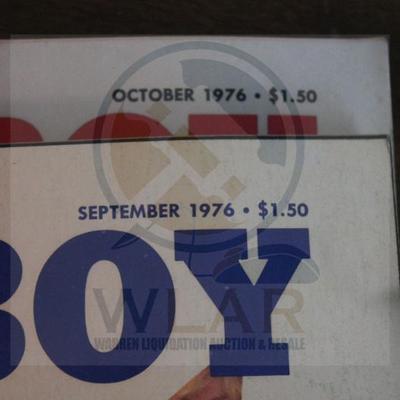 OCTOBER 1976 • $1.50
SEPTEMBER 1976 • $1.50
BOY
WLAR
WARREN LIQUIDATION AUCTION & RESALE